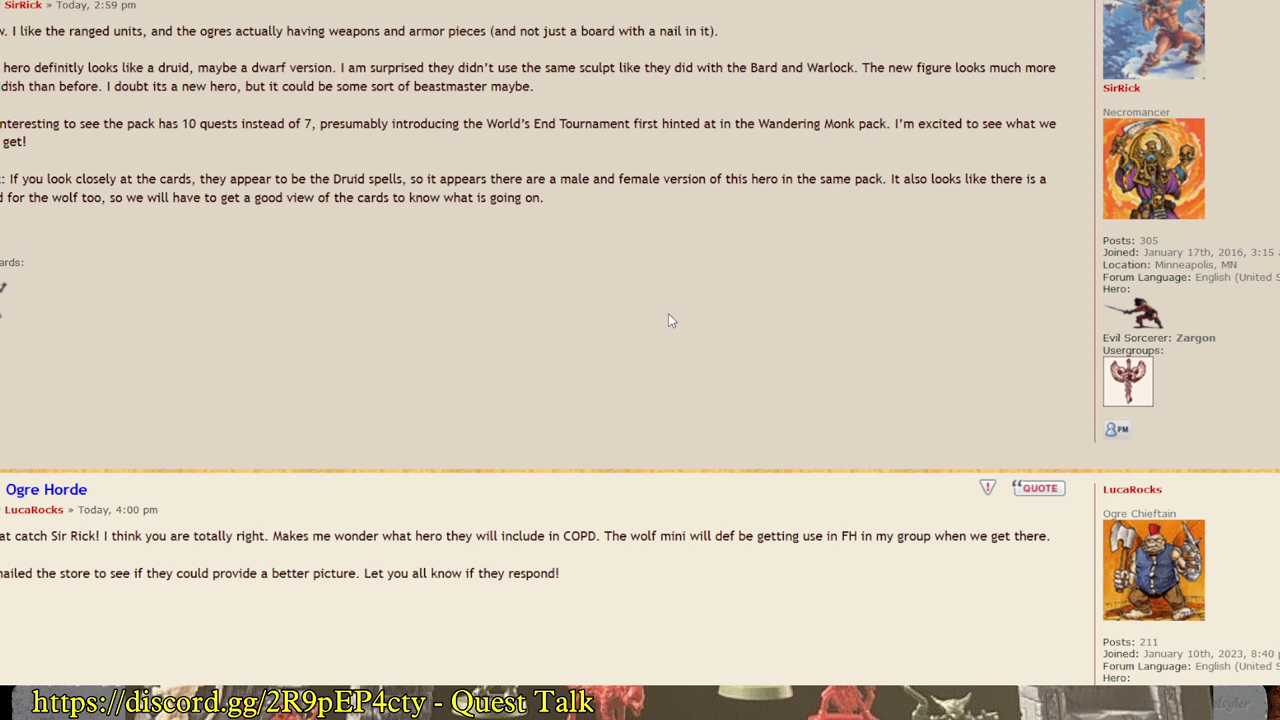 SirRick » Today, 2:59 pm
w. I like the ranged units, and the ogres actually having weapons and armor pieces (and not just a board with a nail in it).
hero definitly looks like a druid, maybe a dwarf version. I am surprised they didn't use the same sculpt like they did with the Bard and Warlock. The new figure looks much more
dish than before. I doubt its a new hero, but it could be some sort of beastmaster maybe.
nteresting to see the pack has 10 quests instead of 7, presumably introducing the World's End Tournament first hinted at in the Wandering Monk pack. I'm excited to see what we
get!
: If you look closely at the cards, they appear to be the Druid spells, so it appears there are a male and female version of this hero in the same pack. It also looks like there is a
d for the wolf too, so we will have to get a good view of the cards to know what is going on.
ards:
SirRick
Necromancer
Posts: 305
Joined: January 17th, 2016, 3:15 a
Location: Minneapolis, MN
Forum Language: English (United S
Hero:
Evil Sorcerer: Zargon
Usergroups:
PM
Ogre Horde
LucaRocks » Today, 4:00 pm
QUOTE
at catch Sir Rick! I think you are totally right. Makes me wonder what hero they will include in COPD. The wolf mini will def be getting use in FH in my group when we get there.
nailed the store to see if they could provide a better picture. Let you all know if they respond!
LucaRocks
Ogre Chieftain
Posts: 211
Joined: January 10th, 2023, 8:40 p
Forum Language: English (United S
Hero:
https://discord.gg/2R9pEP4cty - Quest Talk